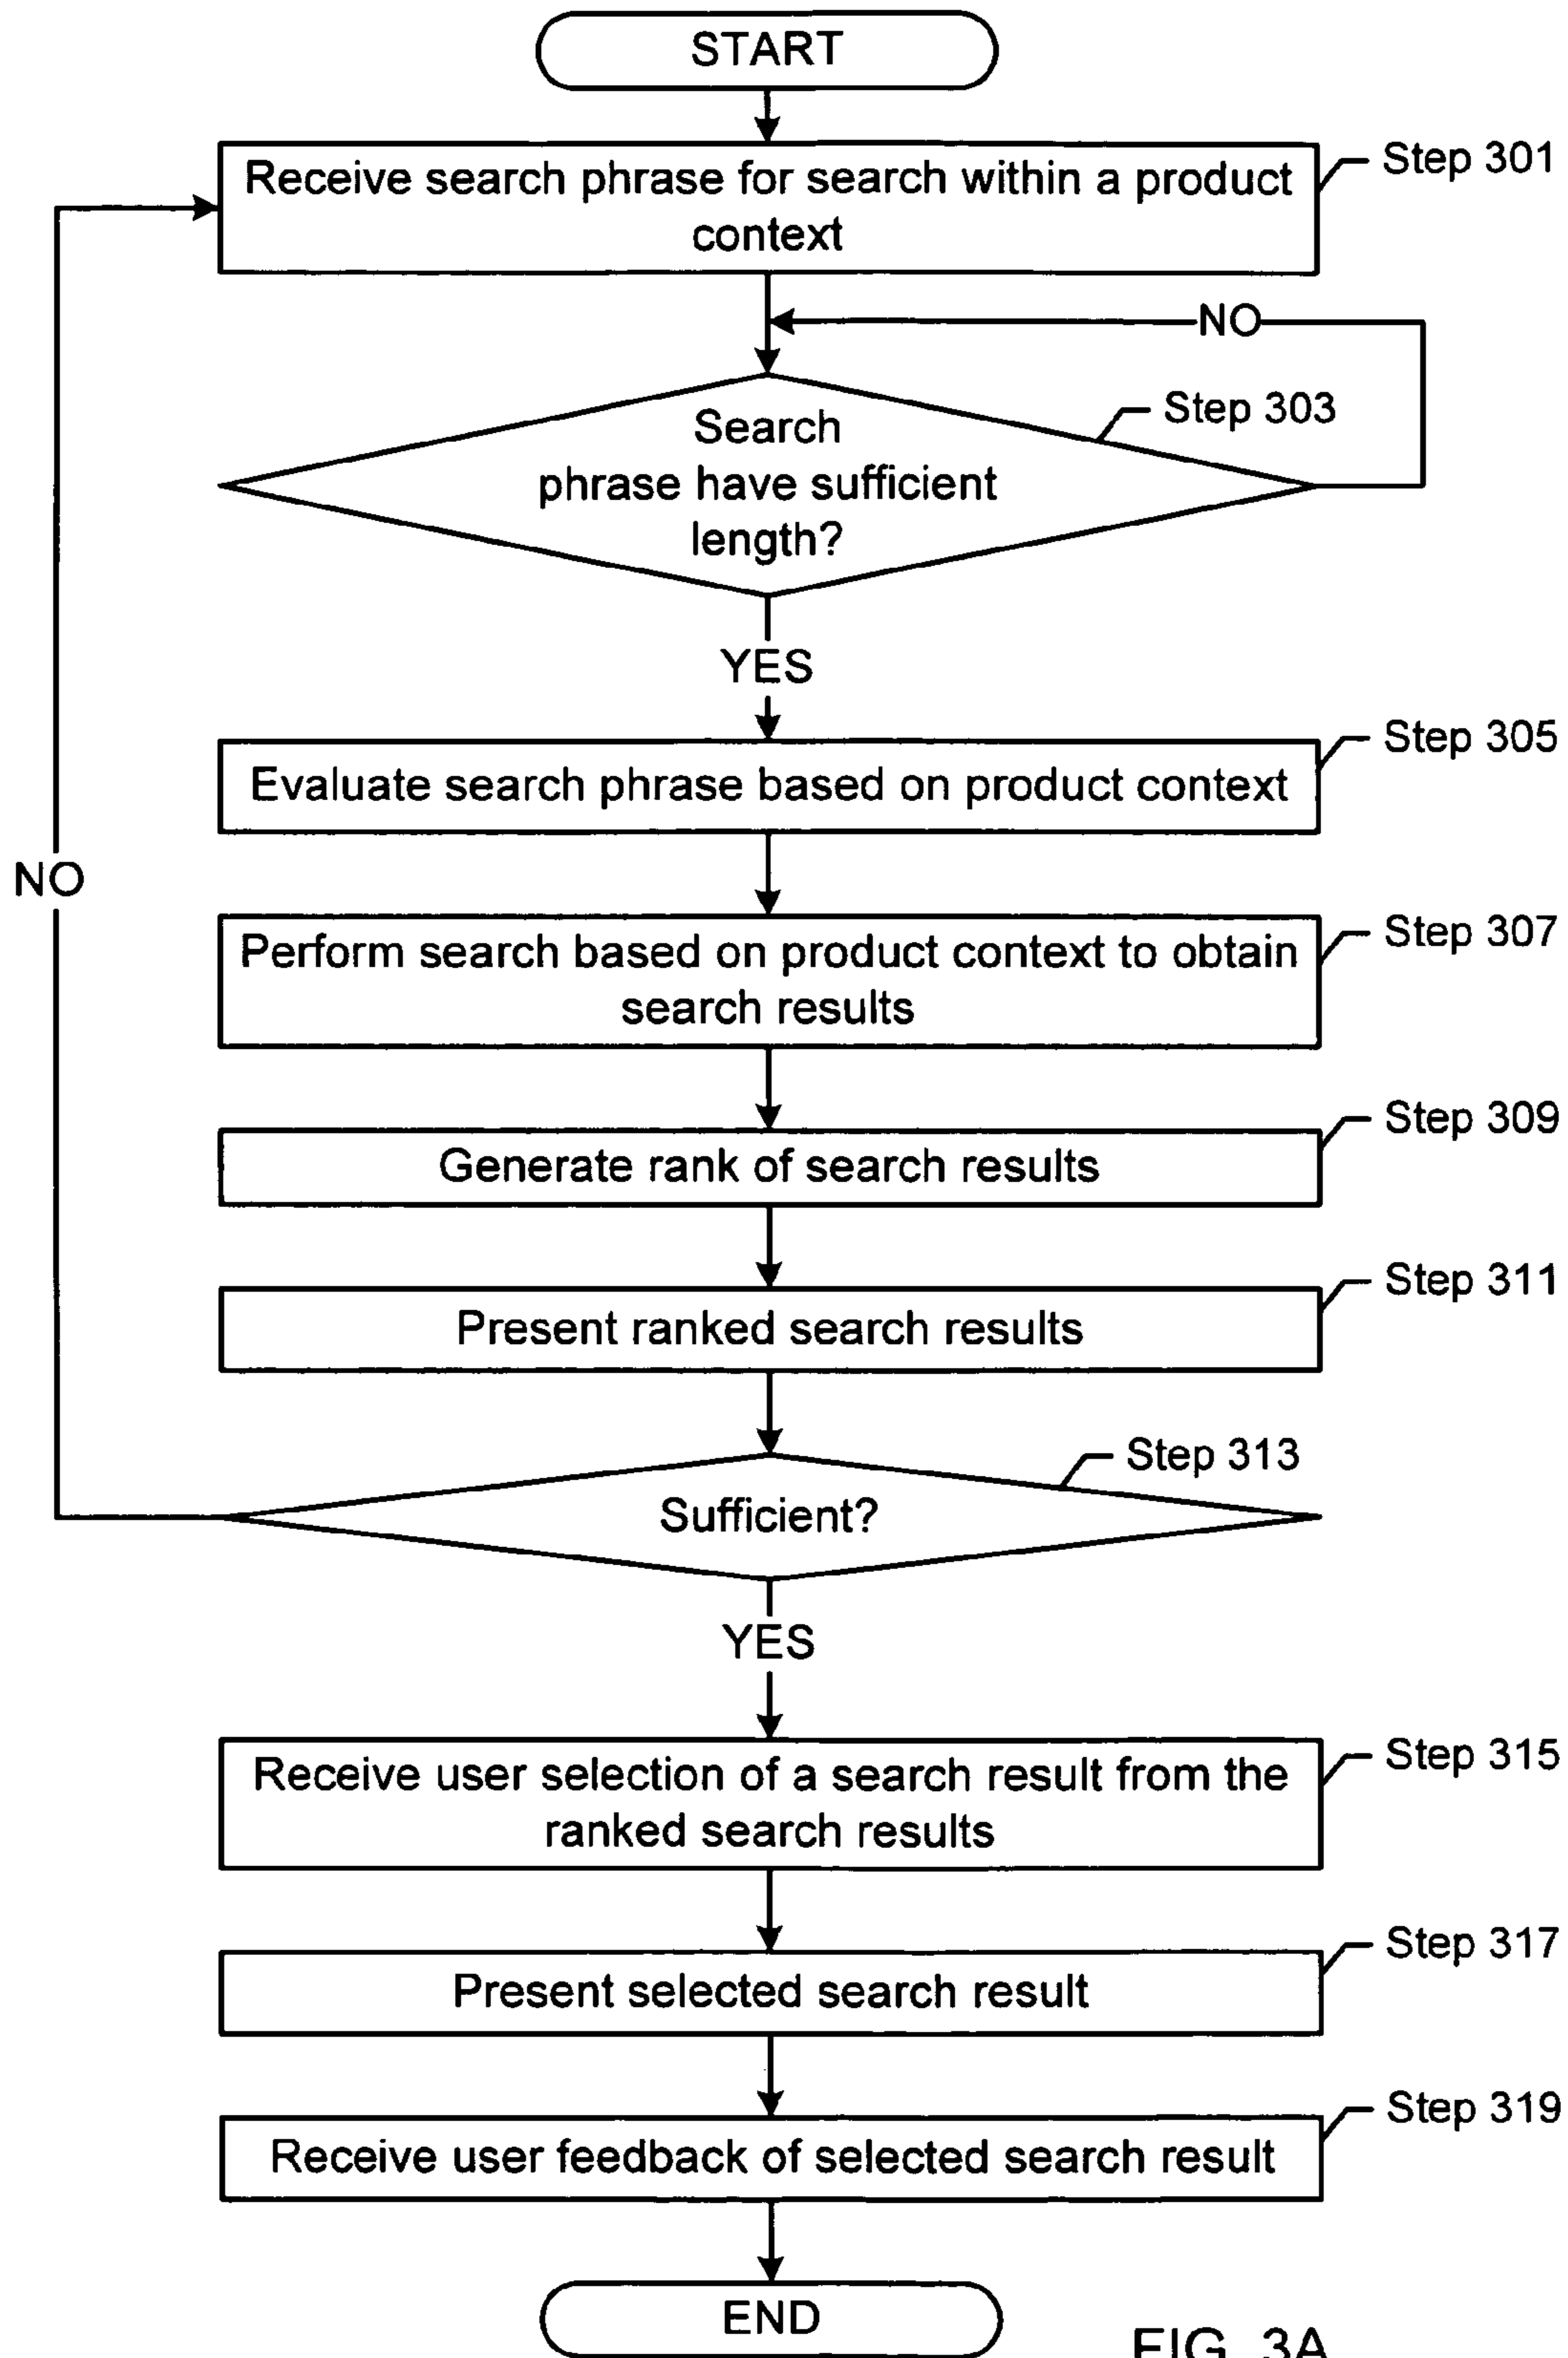 START
Receive search phrase for search within a product
context
Step 301
NO
Search
phrase have sufficient
length?
Step 303
YES
Evaluate search phrase based on product context
Step 305
NO
Perform search based on product context to obtain
search results
Step 307
Generate rank of search results
Step 309
Present ranked search results
Step 311
Sufficient?
Step 313
YES
Receive user selection of a search result from the
ranked search results
Step 315
Present selected search result
Step 317
Receive user feedback of selected search result
Step 319
END
FIG. 3A